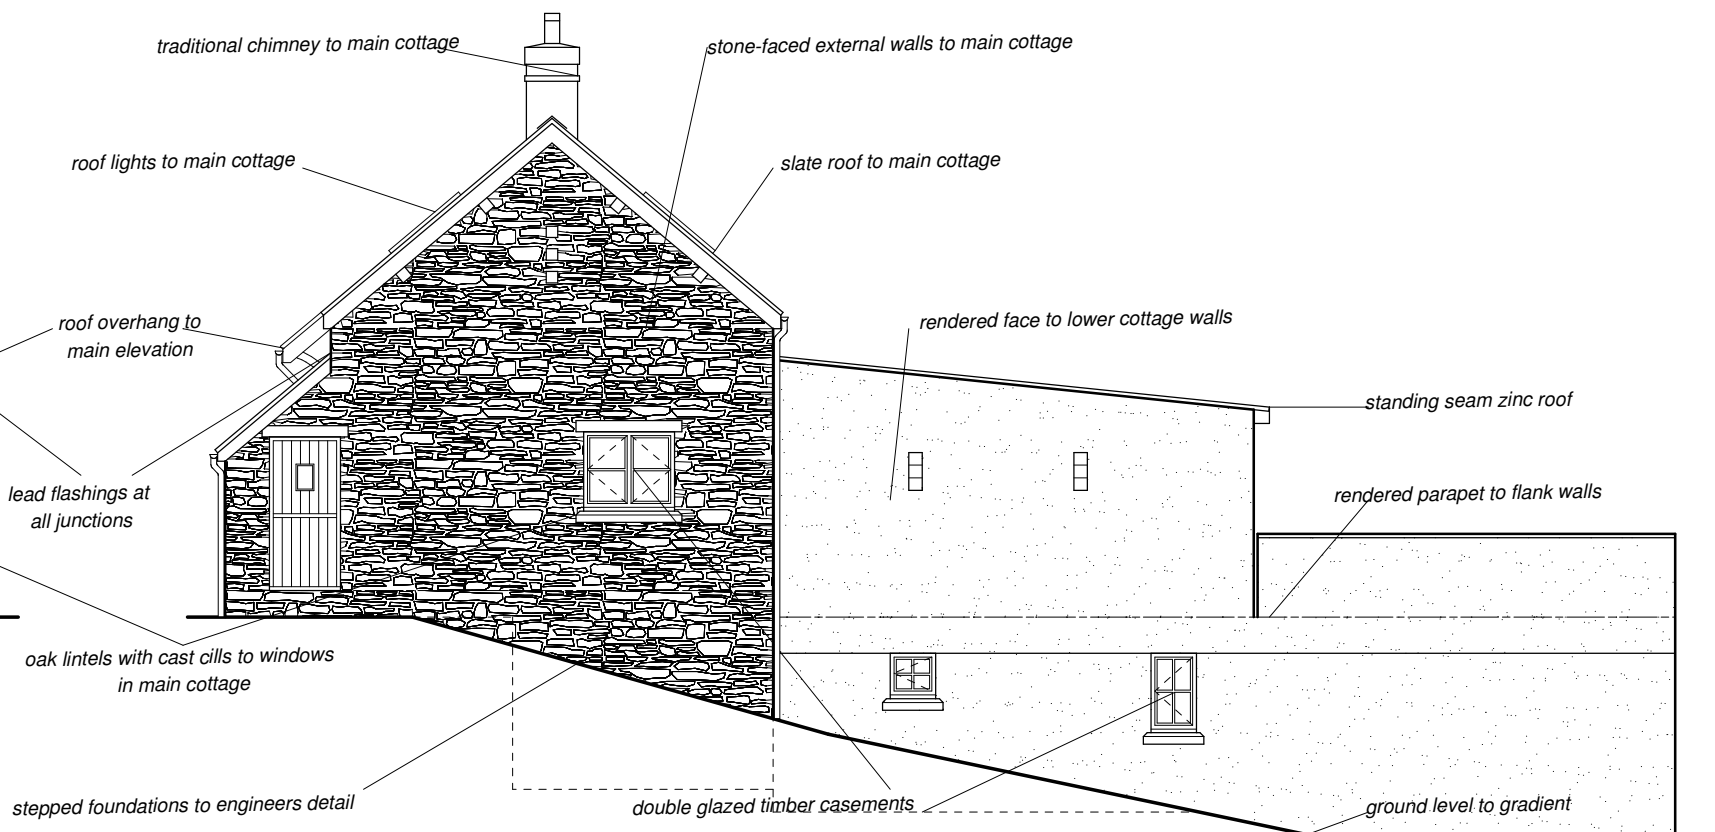 traditional chimney to main cottage
stone-faced external walls to main cottage
roof lights to main cottage
slate roof to main cottage
roof overhang to
main elevation
rendered face to lower cottage walls
standing seam zinc roof
lead flashings at
all junctions
rendered parapet to flank walls
oak lintels with cast cills to windows
in main cottage
stepped foundations to engineers detail
double glazed timber casements
ground level to gradient